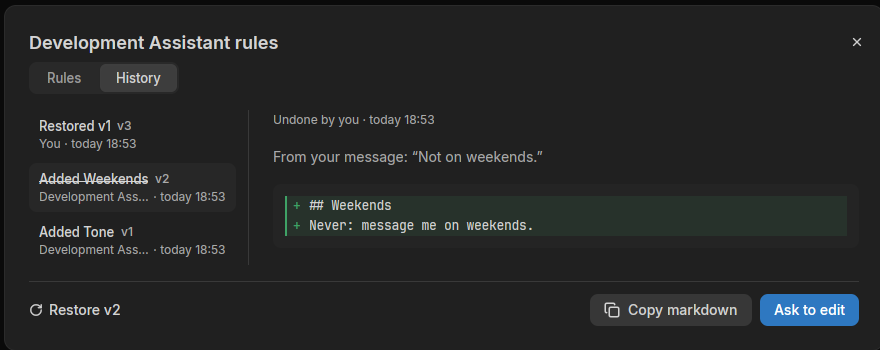 Development Assistant rules
Rules
History
Restored v1 v3
You · today 18:53
Added Weekends v2
Development Ass... · today 18:53
Added Tone v1
Development Ass... · today 18:53
Undone by you · today 18:53
From your message: “Not on weekends.”
+ ## Weekends
+ Never: message me on weekends.
Restore v2
Copy markdown
Ask to edit